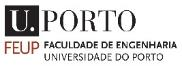 U. PORTO
FEUP FACULDADE DE ENGENHARIA
UNIVERSIDADE DO PORTO